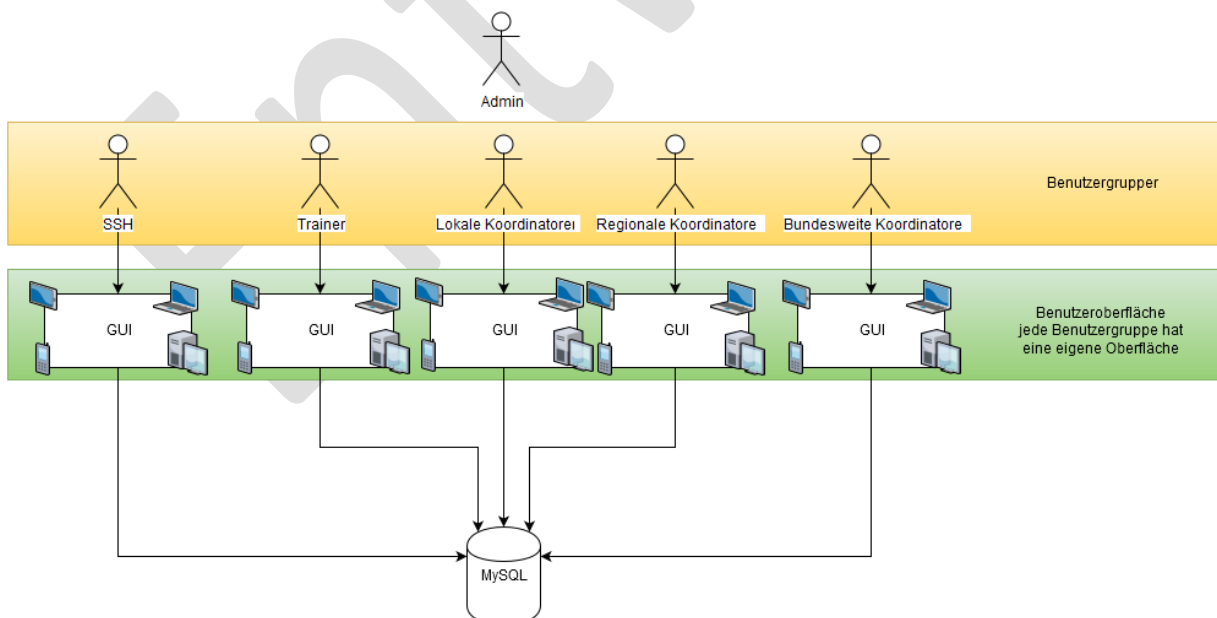 Admin
Benutzergrupper
SSH
Trainer
Lokale Koordinatorei
Regionale Koordinatore
Bundesweite Koordinatore
GUI
GUI
GUI
GUI
GUI
Benutzeroberfläche
jede Benutzergruppe hat
eine eigene Oberfläche
MySQL